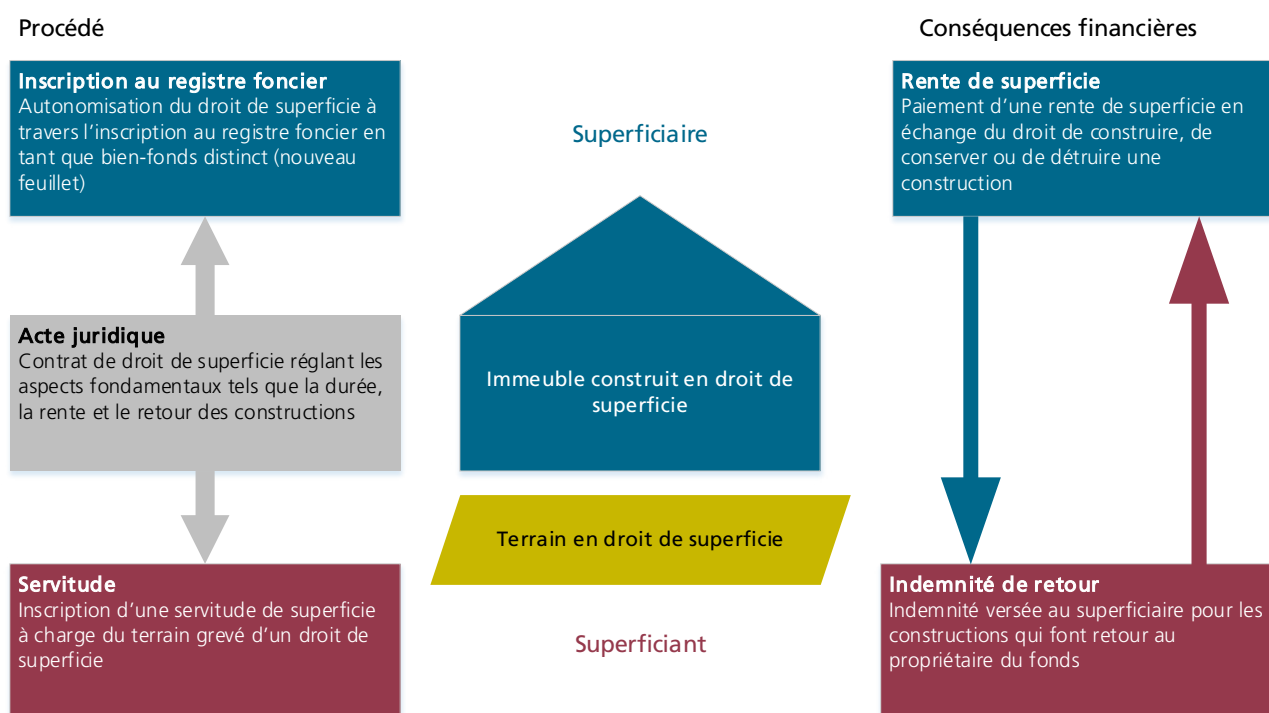 Procédé
Inscription au registre foncier
Autonomisation du droit de superficie à
travers l'inscription au registre foncier en
tant que bien-fonds distinct (nouveau
feuillet)
Acte juridique
Contrat de droit de superficie réglant les
aspects fondamentaux tels que la durée,
la rente et le retour des constructions
Servitude
Inscription d'une servitude de superficie
à charge du terrain grevé d'un droit de
superficie
Superficiaire
Immeuble construit en droit de
superficie
Terrain en droit de superficie
Superficiant
Conséquences financières
Rente de superficie
Paiement d'une rente de superficie en
échange du droit de construire, de
conserver ou de détruire une
construction
Indemnité de retour
Indemnité versée au superficiaire pour les
constructions qui font retour au
propriétaire du fonds